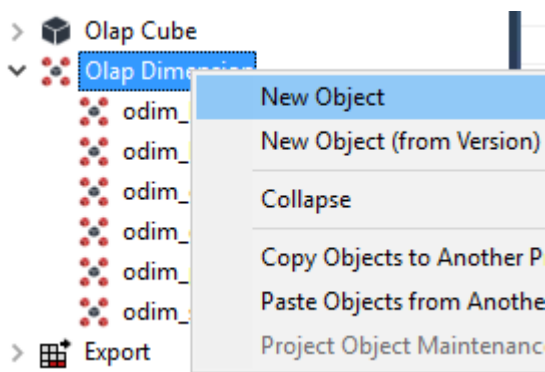 Olap Cube
Olap Dimension
New Object
odim_
New Object (from Version)
odim_
Collapse
odim_
odim_
Copy Objects to Another P
odim_
Paste Objects from Anothe
odim_
Export
Project Object Maintenanc